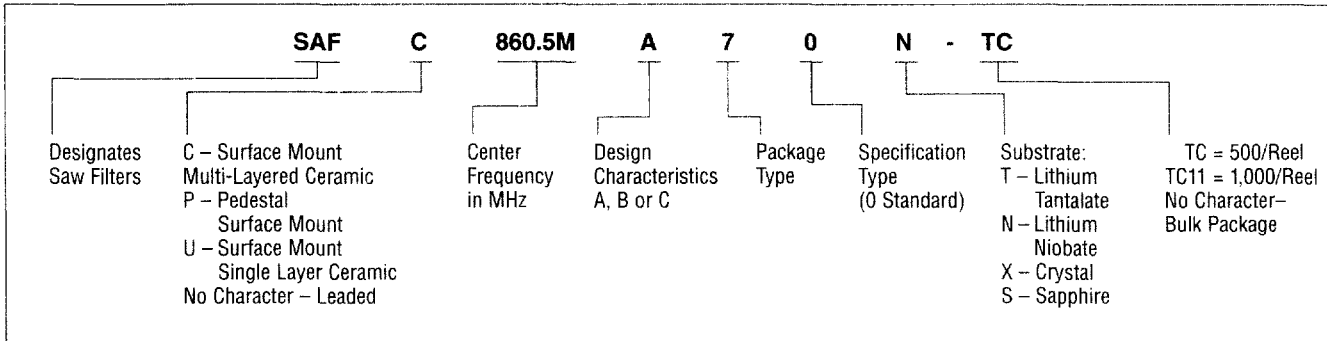 SAF C 860.5M A 7 0 N - TC
Designates
Saw Filters
C – Surface Mount
Multi-Layered Ceramic
P – Pedestal
Surface Mount
U – Surface Mount
Single Layer Ceramic
No Character – Leaded
Center
Frequency
in MHz
Design
Characteristics
A, B or C
Package
Type
Specification
Type
(0 Standard)
Substrate:
T – Lithium
Tantalate
N – Lithium
Niobate
X – Crystal
S – Sapphire
TC = 500/Reel
TC11 = 1,000/Reel
No Character–
Bulk Package